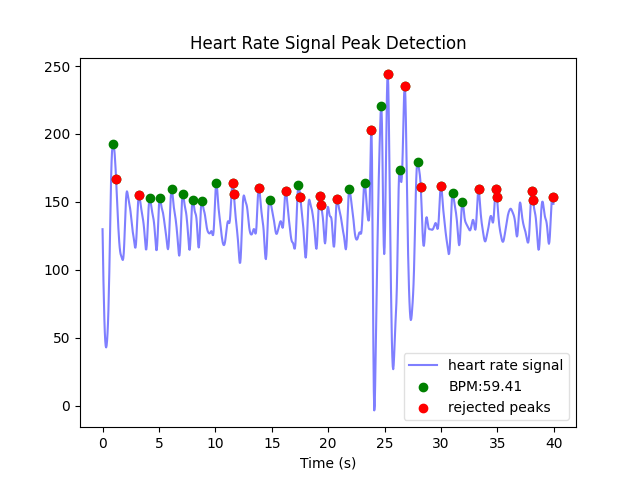 Heart Rate Signal Peak Detection
250
200
150
100
50
0
heart rate signal
BPM:59.41
rejected peaks
0 5 10 15 20 25 30 35 40
Time (s)